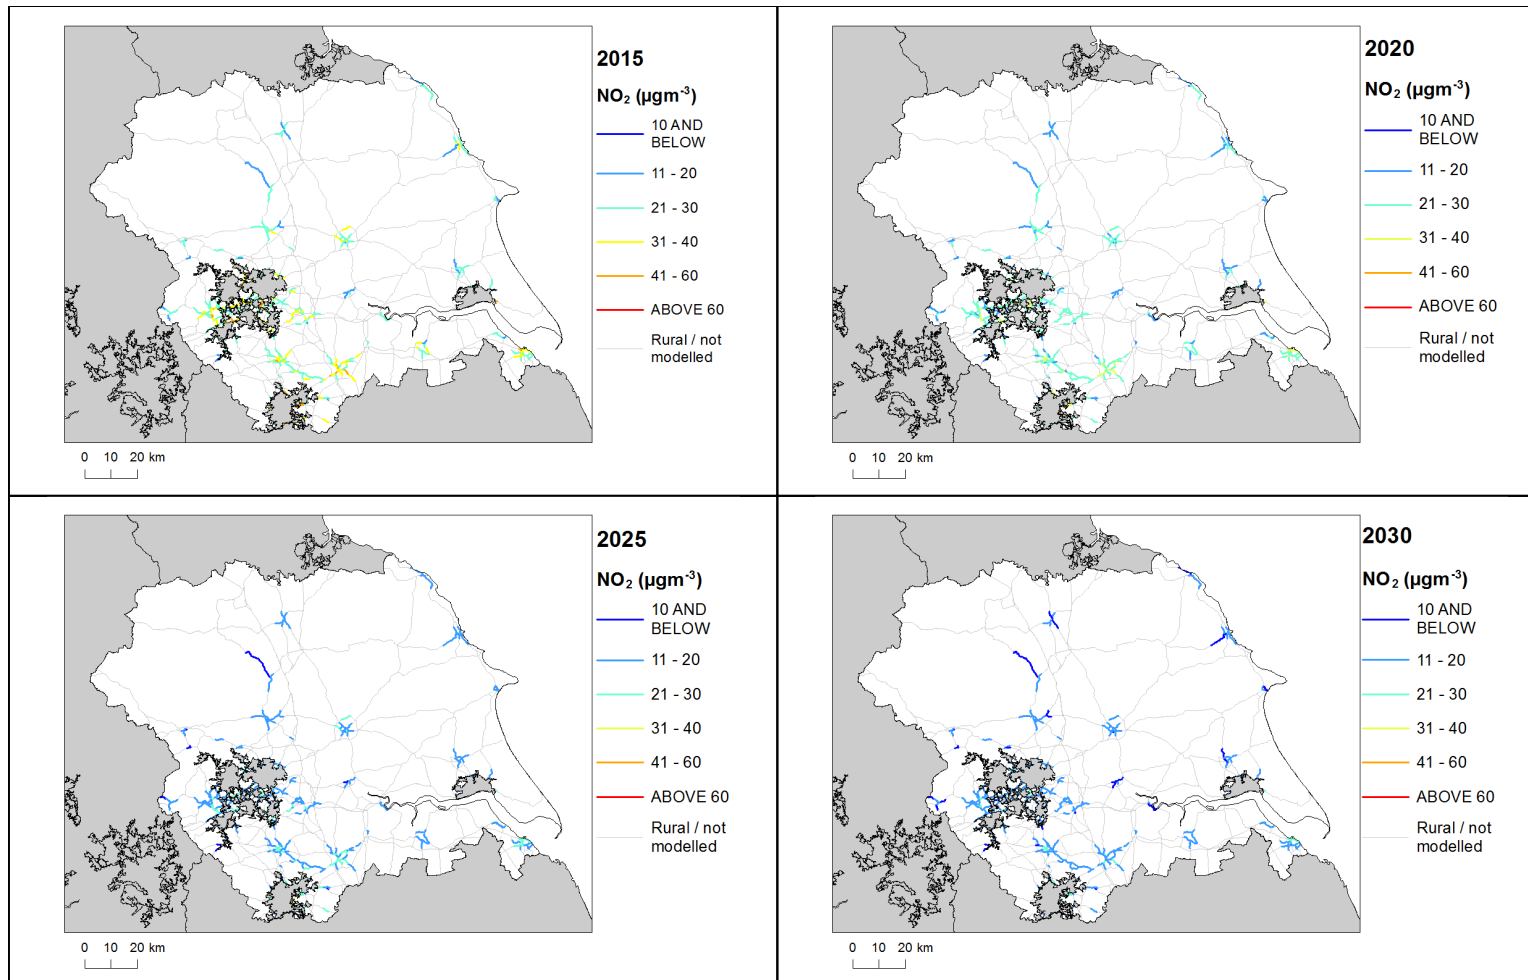 2015
NO₂ (µgm⁻³)
10 AND
BELOW
11 - 20
21 - 30
31 - 40
41 - 60
ABOVE 60
Rural / not
modelled
0 10 20 km
2020
NO₂ (µgm⁻³)
10 AND
BELOW
11 - 20
21 - 30
31 - 40
41 - 60
ABOVE 60
Rural / not
modelled
0 10 20 km
2025
NO₂ (µgm⁻³)
10 AND
BELOW
11 - 20
21 - 30
31 - 40
41 - 60
ABOVE 60
Rural / not
modelled
0 10 20 km
2030
NO₂ (µgm⁻³)
10 AND
BELOW
11 - 20
21 - 30
31 - 40
41 - 60
ABOVE 60
Rural / not
modelled
0 10 20 km